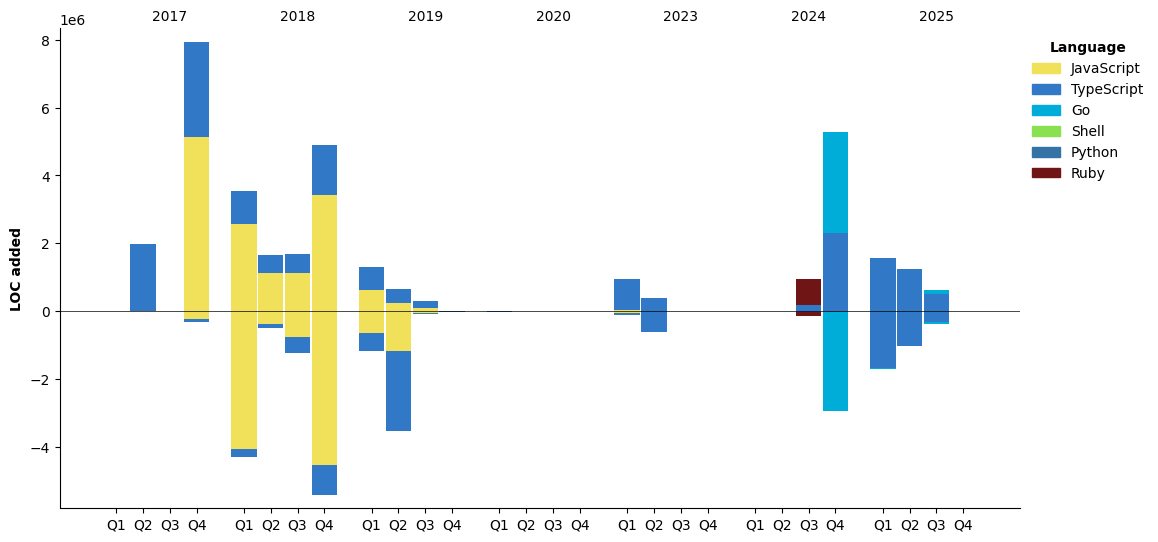 1e6
2017 2018 2019 2020 2023 2024 2025
8
6
4
2
0
−2
−4
LOC added
Q1 Q2 Q3 Q4 Q1 Q2 Q3 Q4 Q1 Q2 Q3 Q4 Q1 Q2 Q3 Q4 Q1 Q2 Q3 Q4 Q1 Q2 Q3 Q4 Q1 Q2 Q3 Q4
Language
JavaScript
TypeScript
Go
Shell
Python
Ruby